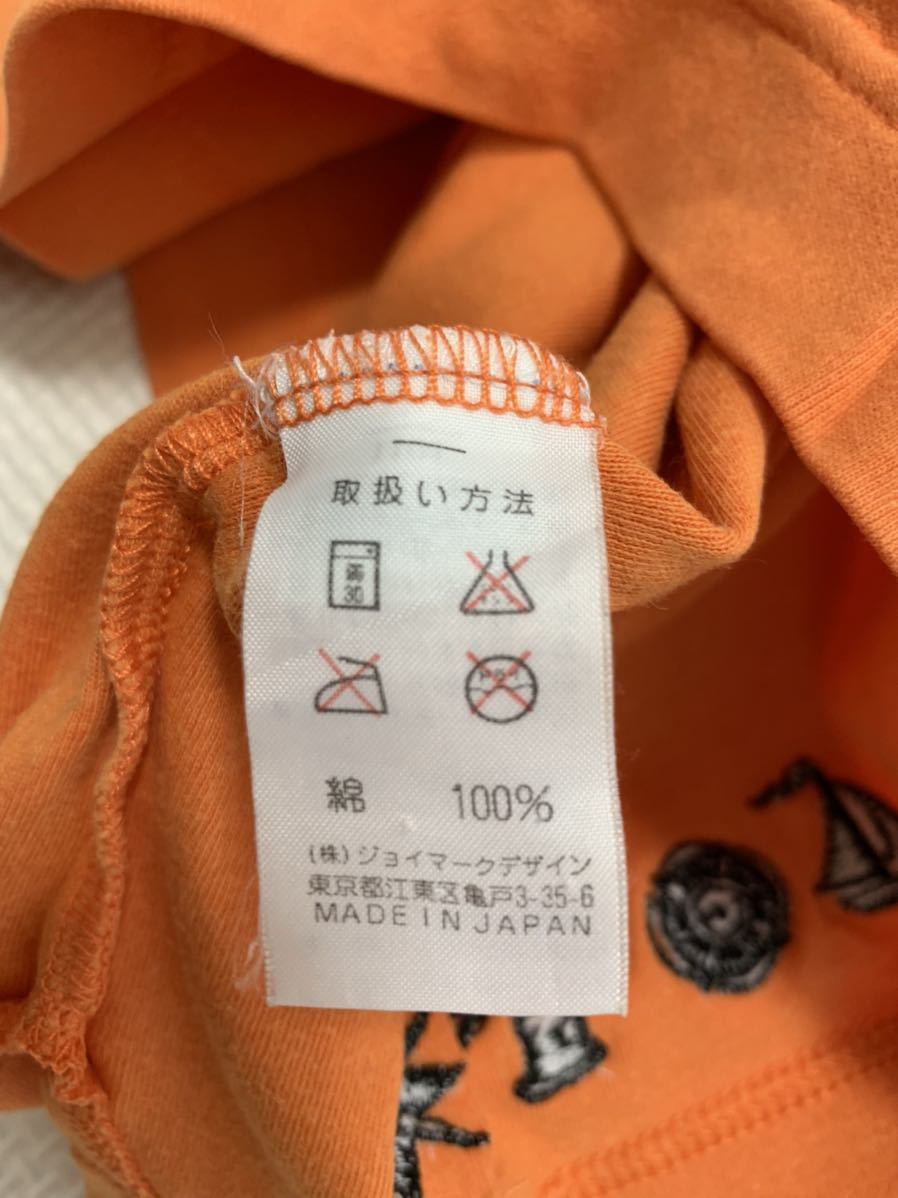 取扱い方法
弱
30
綿 100%
(株)ジョイマークデザイン
東京都江東区亀戸3-35-6
MADE IN JAPAN